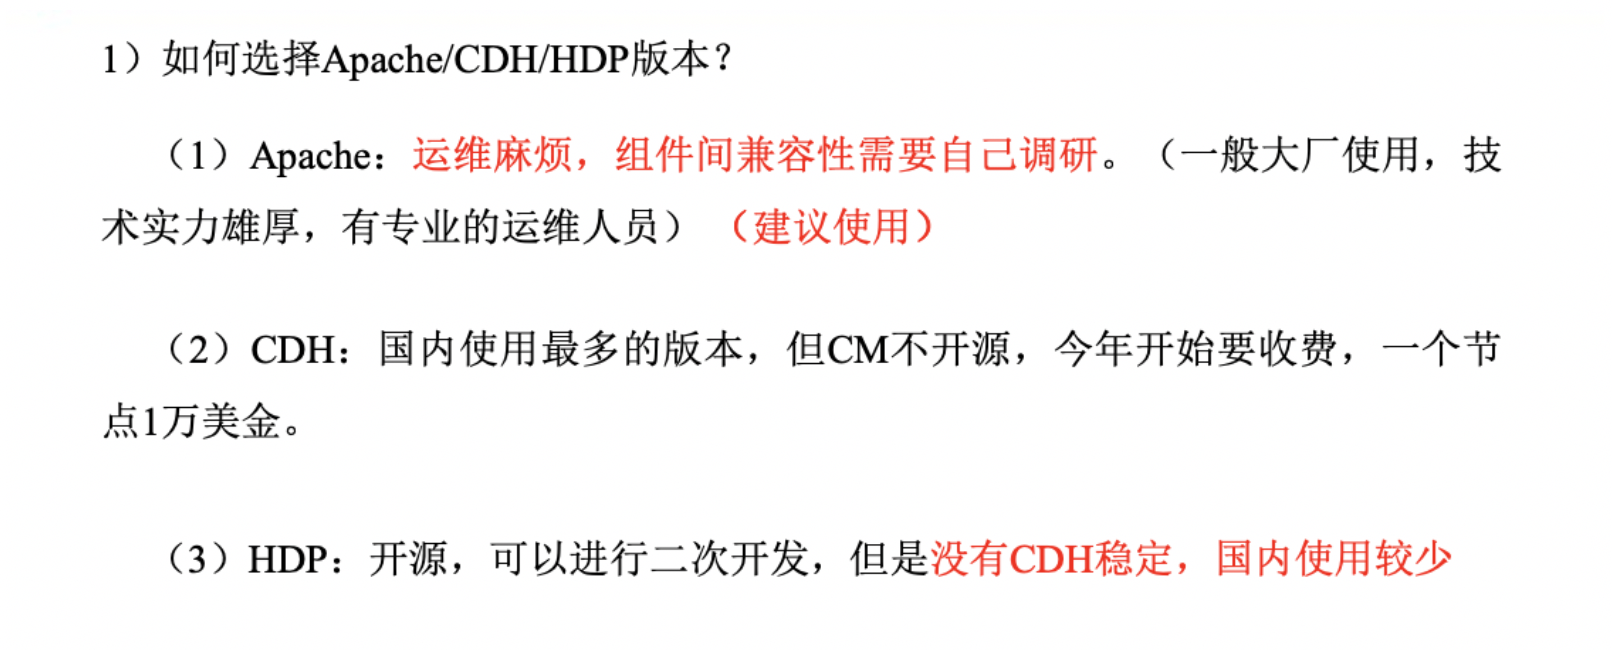 1）如何选择Apache/CDH/HDP版本？
（1）Apache：运维麻烦，组件间兼容性需要自己调研。（一般大厂使用，技
术实力雄厚，有专业的运维人员）（建议使用）
（2）CDH：国内使用最多的版本，但CM不开源，今年开始要收费，一个节
点1万美金。
（3）HDP：开源，可以进行二次开发，但是没有CDH稳定，国内使用较少